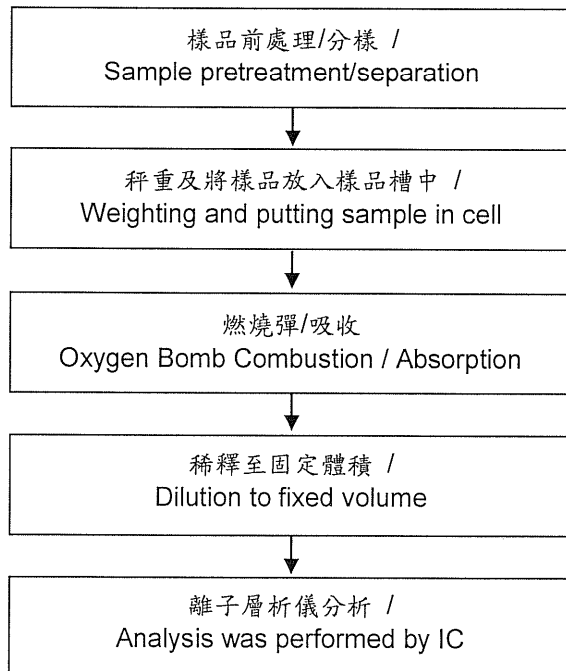 樣品前處理/分樣 /
Sample pretreatment/separation
秤重及將樣品放入樣品槽中 /
Weighting and putting sample in cell
燃燒彈/吸收
Oxygen Bomb Combustion / Absorption
稀釋至固定體積 /
Dilution to fixed volume
離子層析儀分析 /
Analysis was performed by IC